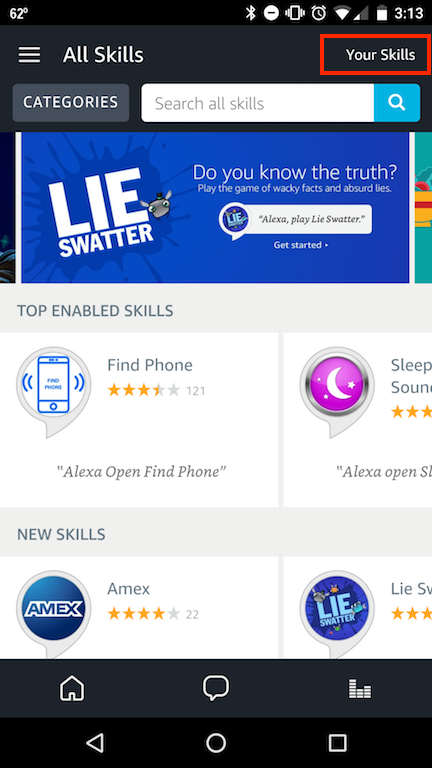 62°
3:13
All Skills
Your Skills
CATEGORIES
Search all skills
LIE
SWATTER
Do you know the truth?
Play the game of wacky facts and absurd lies.
LIE
SWATTER
"Alexa, play Lie Swatter."
Get started
TOP ENABLED SKILLS
FIND
PHONE
Find Phone
121
"Alexa Open Find Phone"
Sleep
Soun
"Alexa open Sl
NEW SKILLS
AMEX
Amex
22
LIE
SWATTER
Lie Sw